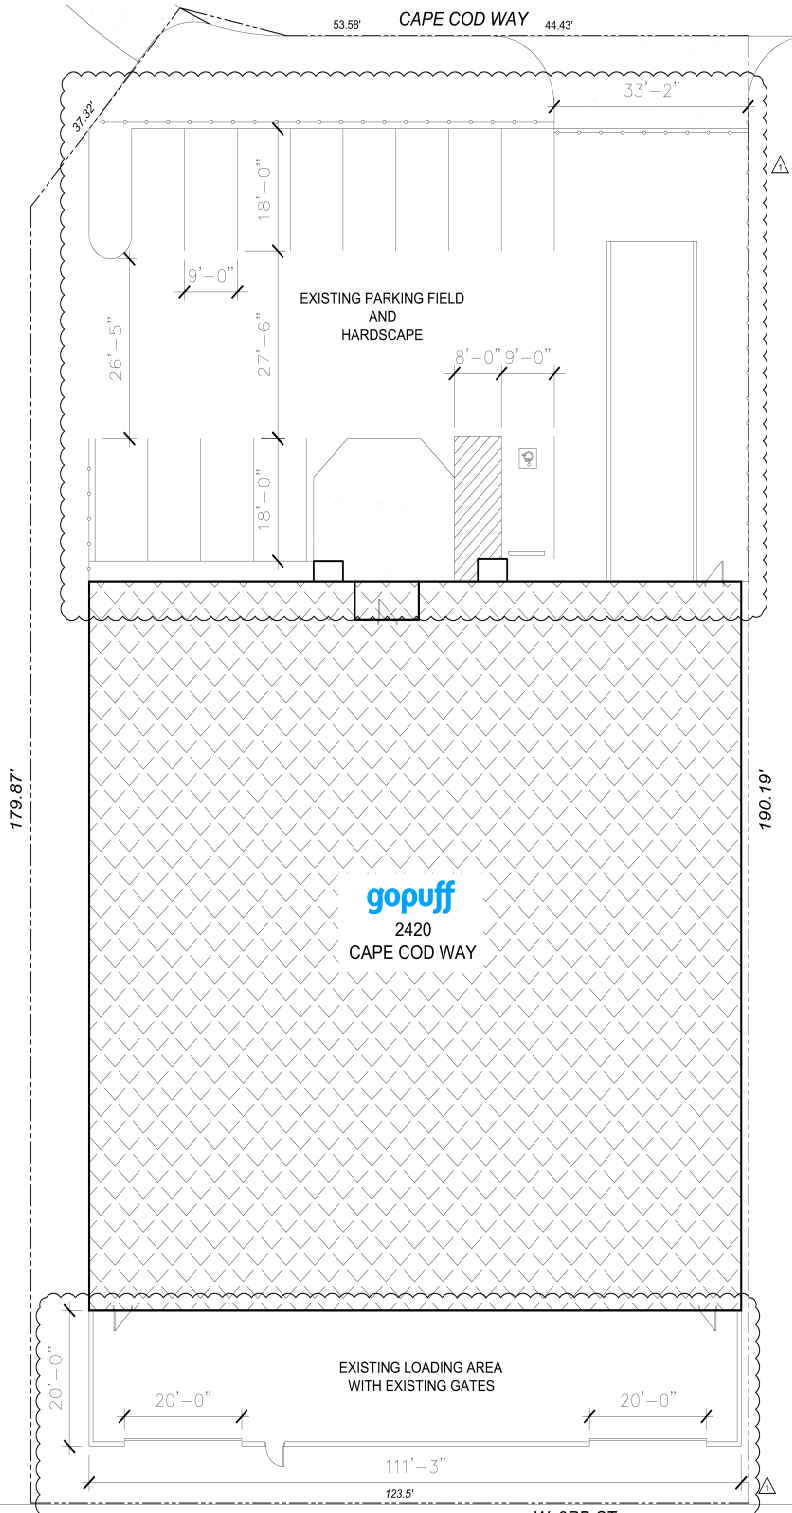 CAPE COD WAY
53.58'
44.43'
37.32'
33'-2"
1
18'-0"
9'-0"
EXISTING PARKING FIELD
AND
HARDSCAPE
26'-5"
27'-6"
8'-0"
9'-0"
18'-0"
179.87'
190.19'
gopuff
2420
CAPE COD WAY
EXISTING LOADING AREA
WITH EXISTING GATES
20'-0"
20'-0"
20'-0"
111'-3"
123.5'
1